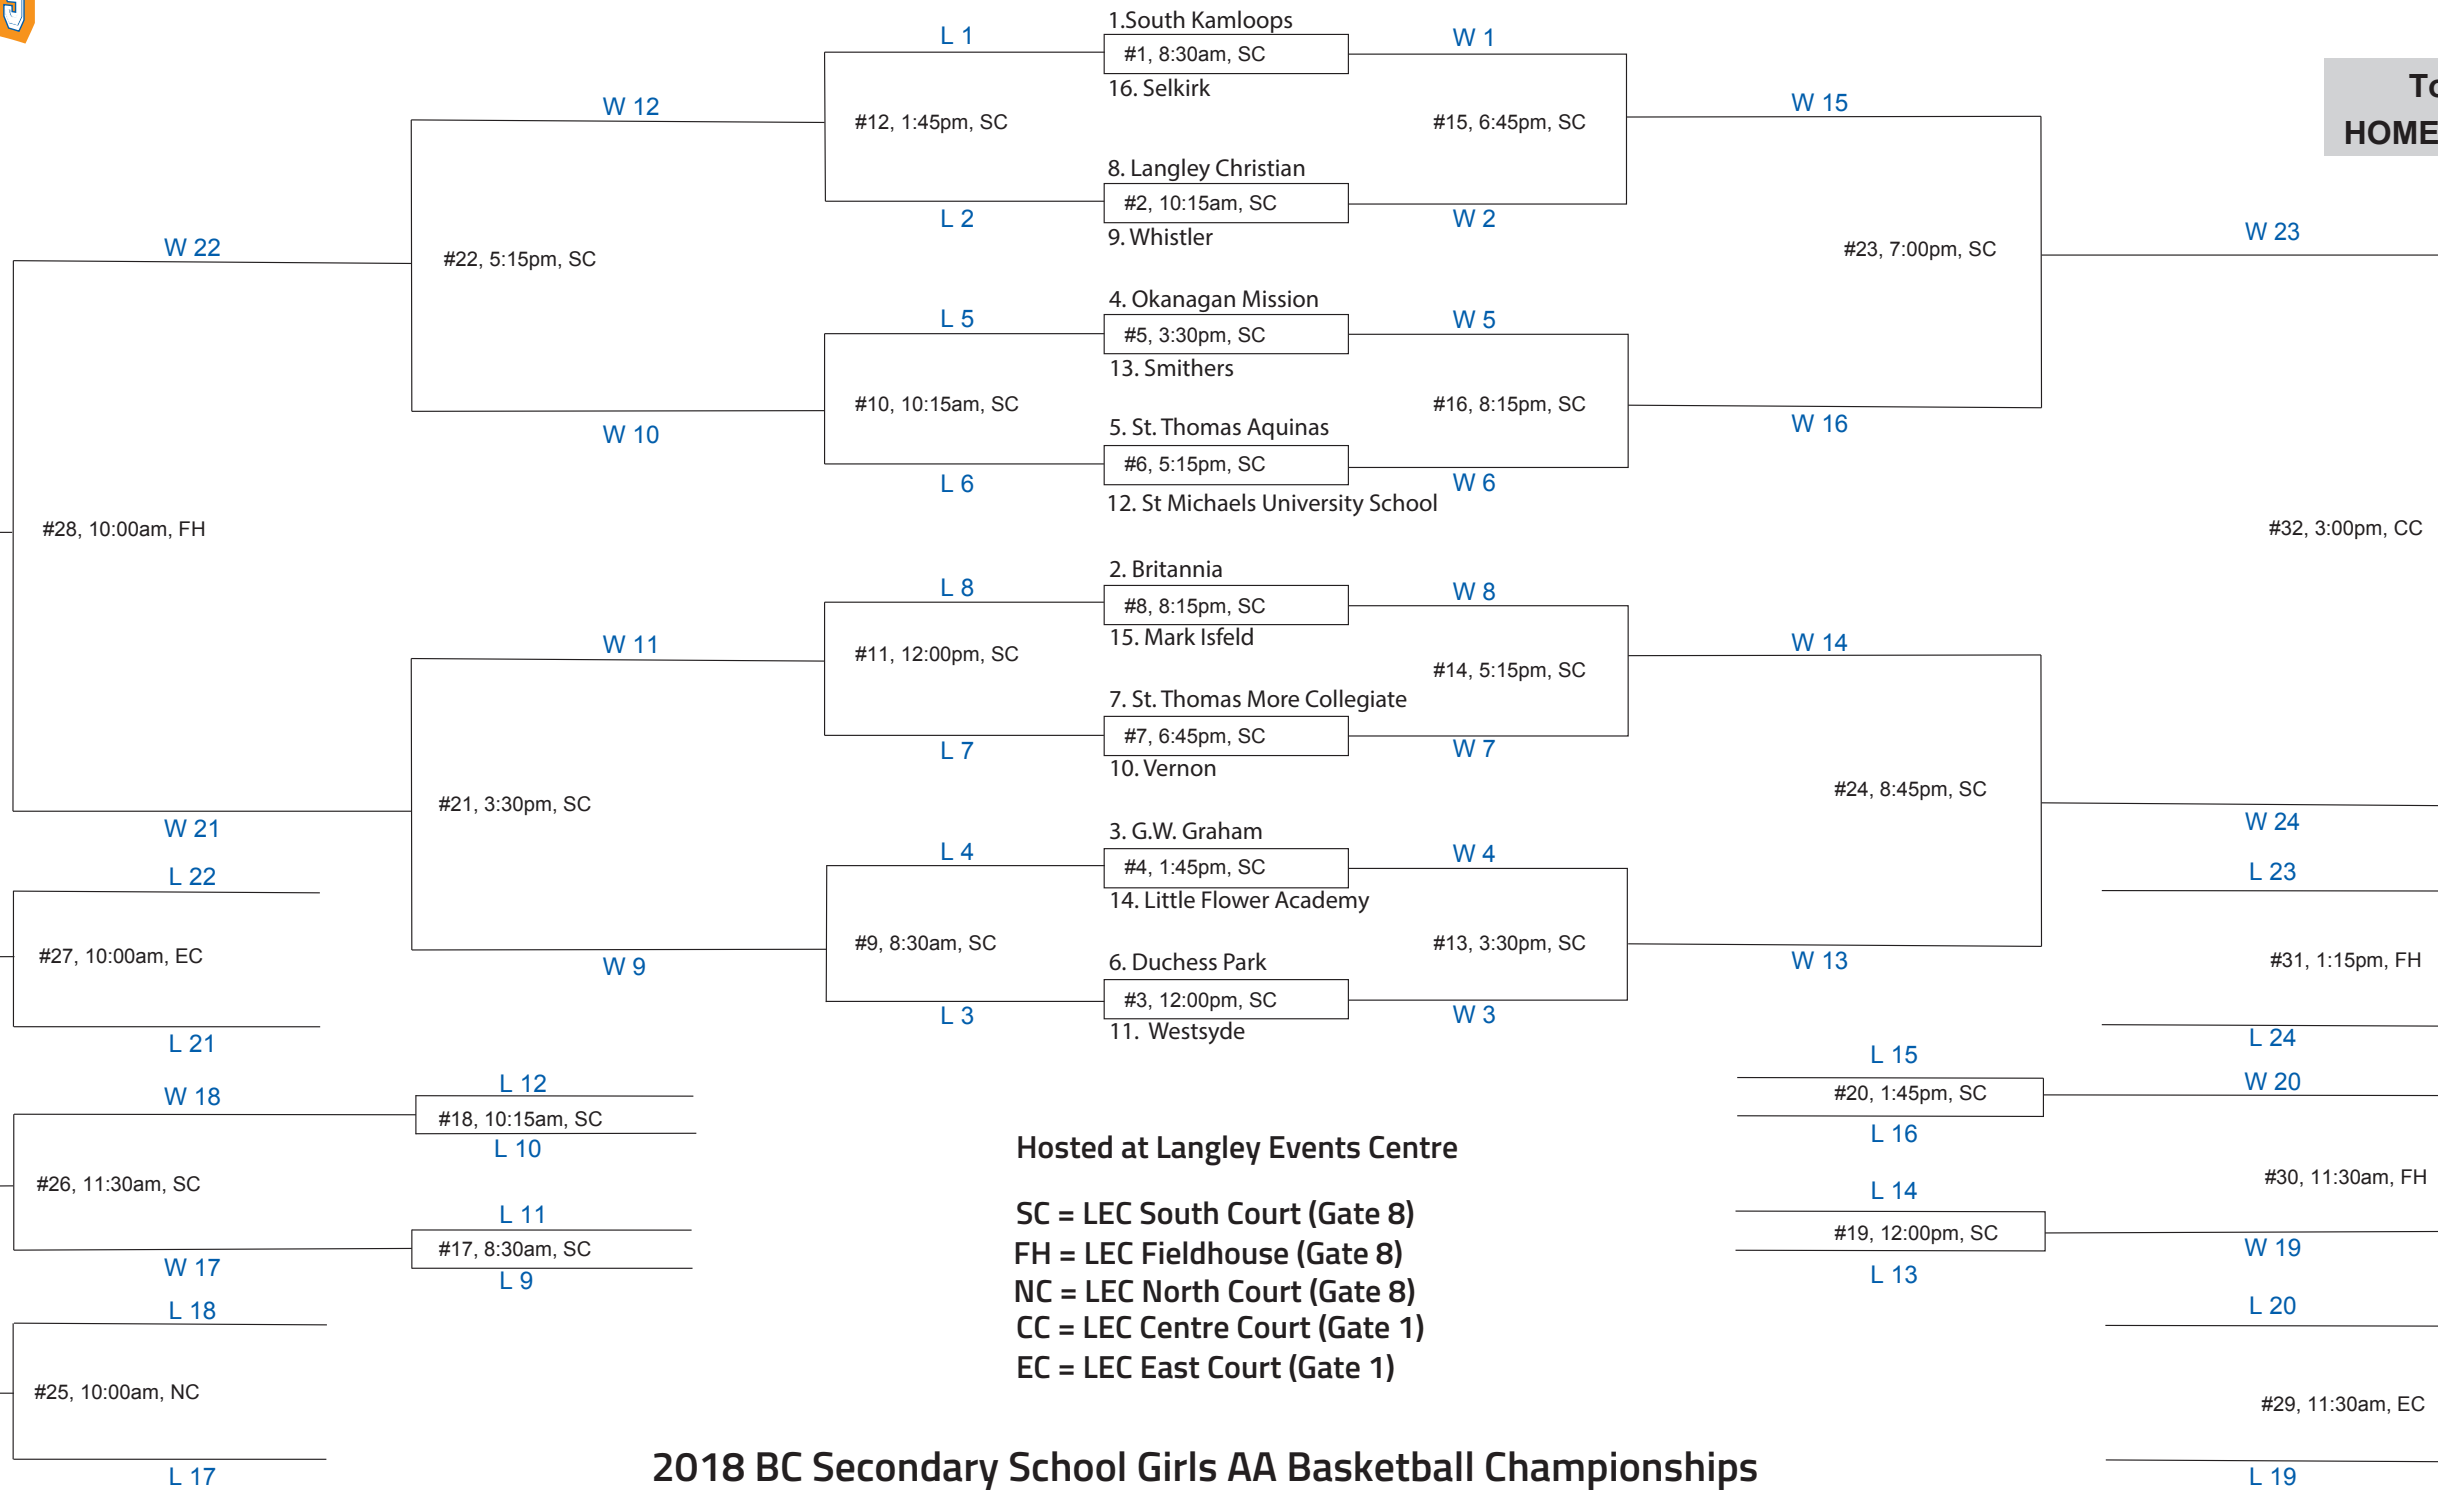 1.South Kamloops
L 1
#1, 8:30am, SC
W 1
16. Selkirk
W 12
#12, 1:45pm, SC
#15, 6:45pm, SC
W 15
To
HOME
8. Langley Christian
#2, 10:15am, SC
L 2
W 2
9. Whistler
W 22
#22, 5:15pm, SC
#23, 7:00pm, SC
W 23
4. Okanagan Mission
L 5
#5, 3:30pm, SC
W 5
13. Smithers
#10, 10:15am, SC
#16, 8:15pm, SC
W 10
W 16
5. St. Thomas Aquinas
#6, 5:15pm, SC
L 6
W 6
12. St Michaels University School
#28, 10:00am, FH
#32, 3:00pm, CC
2. Britannia
L 8
#8, 8:15pm, SC
W 8
15. Mark Isfeld
W 11
#11, 12:00pm, SC
#14, 5:15pm, SC
W 14
7. St. Thomas More Collegiate
#7, 6:45pm, SC
L 7
W 7
10. Vernon
#21, 3:30pm, SC
#24, 8:45pm, SC
W 21
W 24
3. G.W. Graham
L 4
#4, 1:45pm, SC
W 4
14. Little Flower Academy
L 22
L 23
#27, 10:00am, EC
#9, 8:30am, SC
#13, 3:30pm, SC
#31, 1:15pm, FH
W 9
W 13
6. Duchess Park
#3, 12:00pm, SC
L 3
W 3
11. Westsyde
L 21
L 24
W 18
L 12
#18, 10:15am, SC
L 10
L 15
#20, 1:45pm, SC
L 16
W 20
#26, 11:30am, SC
#30, 11:30am, FH
L 11
#17, 8:30am, SC
L 9
L 14
#19, 12:00pm, SC
L 13
W 17
W 19
L 18
L 20
#25, 10:00am, NC
#29, 11:30am, EC
L 17
L 19
Hosted at Langley Events Centre
SC = LEC South Court (Gate 8)
FH = LEC Fieldhouse (Gate 8)
NC = LEC North Court (Gate 8)
CC = LEC Centre Court (Gate 1)
EC = LEC East Court (Gate 1)
2018 BC Secondary School Girls AA Basketball Championships